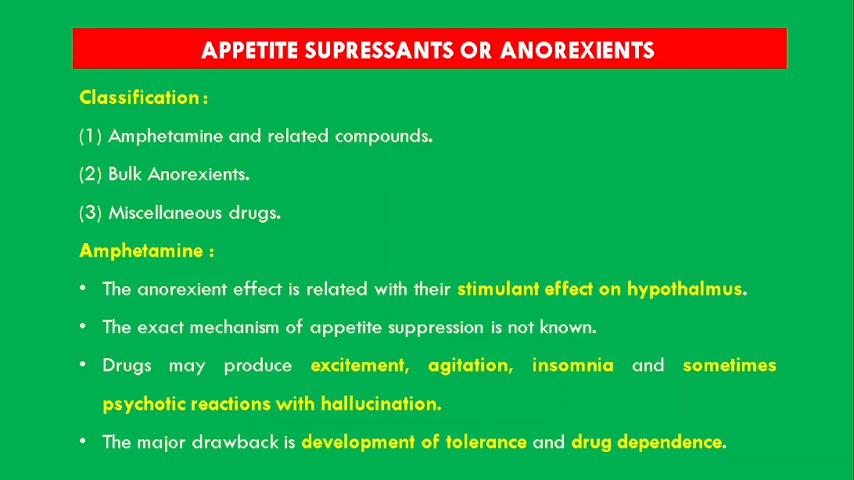 APPETITE SUPRESSANTS OR ANOREXIENTS
Classification :
(1) Amphetamine and related compounds.
(2) Bulk Anorexients.
(3) Miscellaneous drugs.
Amphetamine :
• The anorexient effect is related with their stimulant effect on hypothalmus.
• The exact mechanism of appetite suppression is not known.
• Drugs may produce excitement, agitation, insomnia and sometimes
psychotic reactions with hallucination.
• The major drawback is development of tolerance and drug dependence.